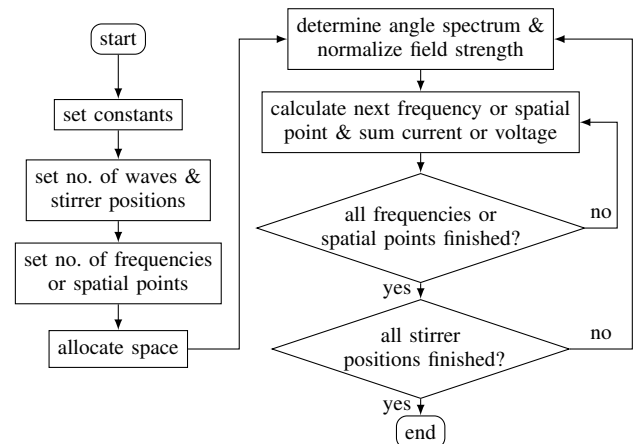 start
set constants
set no. of waves &
stirrer positions
set no. of frequencies
or spatial points
allocate space
determine angle spectrum &
normalize field strength
calculate next frequency or spatial
point & sum current or voltage
all frequencies or
spatial points finished?
no
yes
all stirrer
positions finished?
no
yes
end